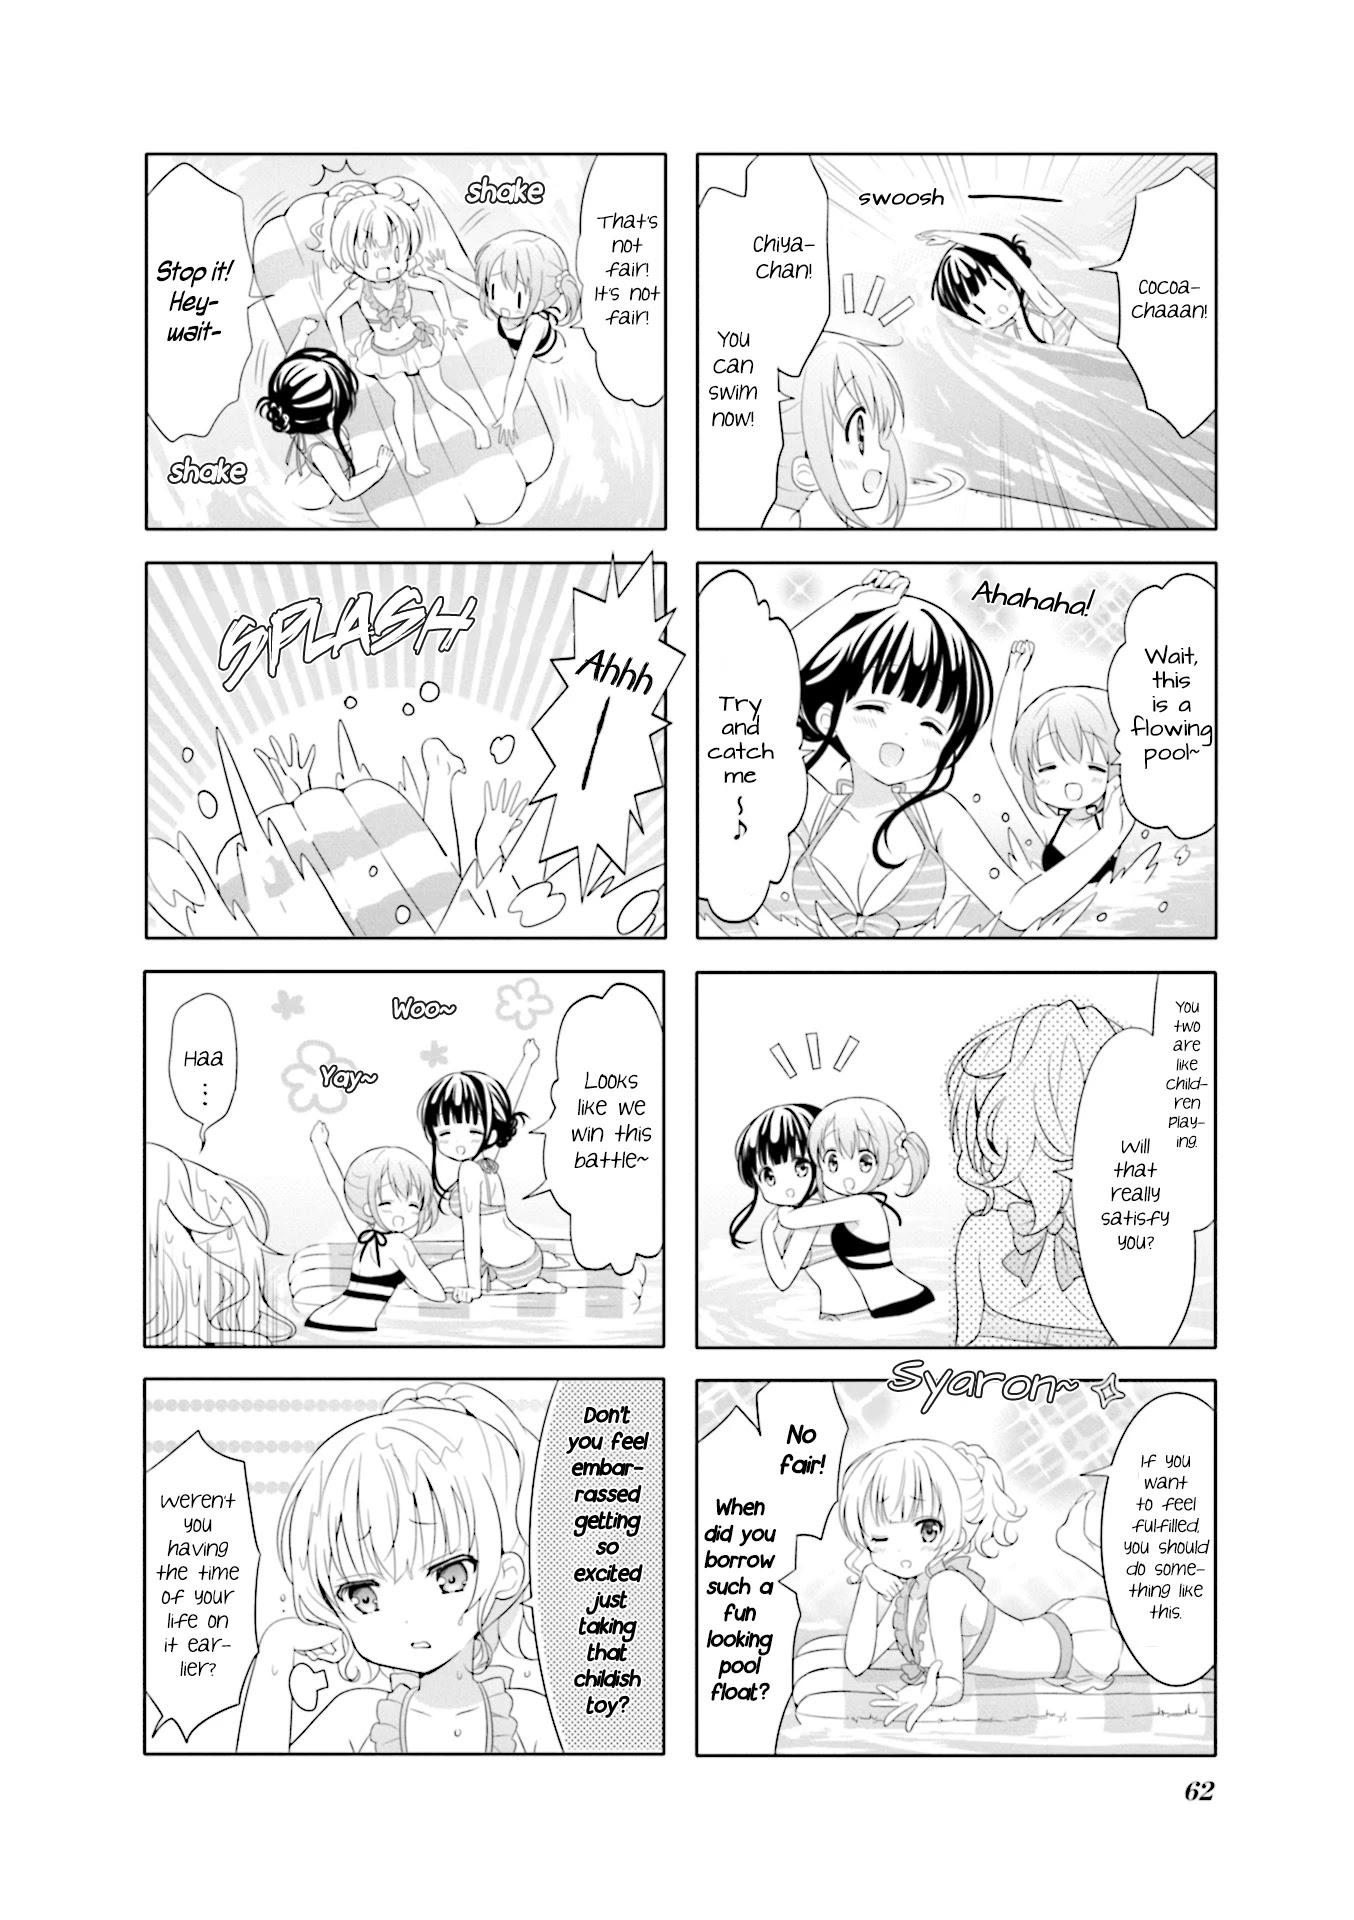 Cocoa-
chaaan!
swoosh
Chiya-
chan!
You
can
swim
now!
Wait,
this
is a
flowing
pool~
Ahahaha!
Try
and
catch
me
~♪
You
two
are
like
child-
ren
play-
ing.
Will
that
really
satisfy
you?
Syaron~
If you
want
to feel
fulfilled,
you should
do some-
thing like
this.
No
fair!
When
did you
borrow
such a
fun
looking
pool
float?
That's
not
fair!
It's not
fair!
shake
Stop it!
Hey-
wait-
shake
Ahhh
SPLASH
Looks
like we
win this
battle~
Woo~
Yay~
Haa
...
Don't
you feel
embar-
rassed
getting
so
excited
just
taking
that
childish
toy?
Weren't
you
having
the time
of your
life on
it ear-
lier?
62